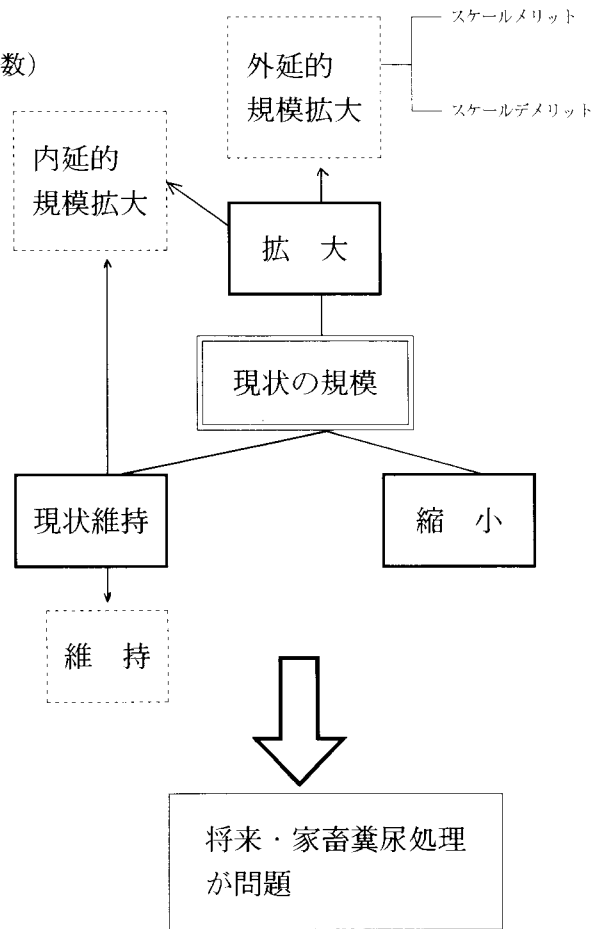 数)
外延的
規模拡大
スケールメリット
スケールデメリット
内延的
規模拡大
拡 大
現状の規模
現状維持
縮 小
維 持
将来・家畜糞尿処理
が問題